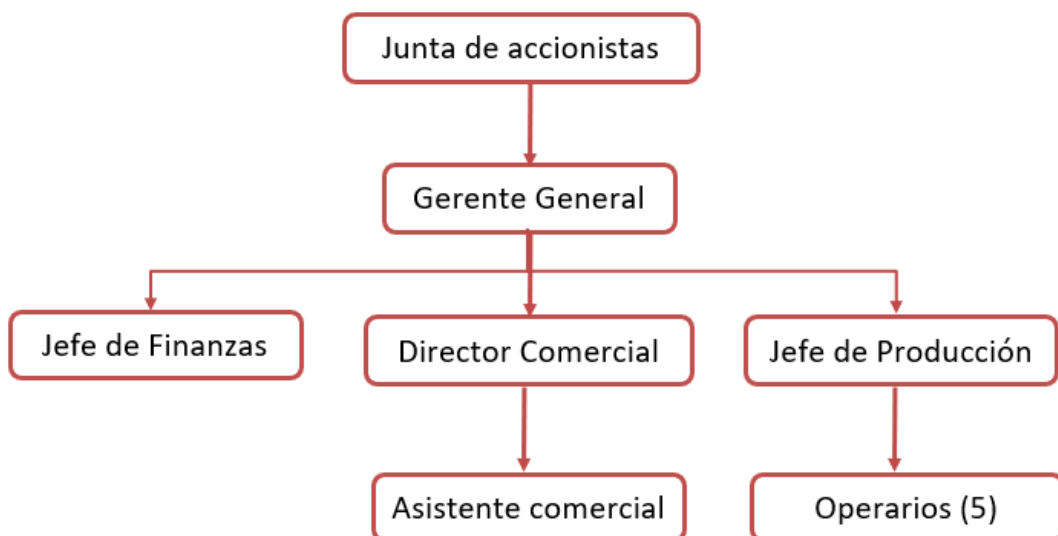 Junta de accionistas
Gerente General
Jefe de Finanzas
Director Comercial
Jefe de Producción
Asistente comercial
Operarios (5)